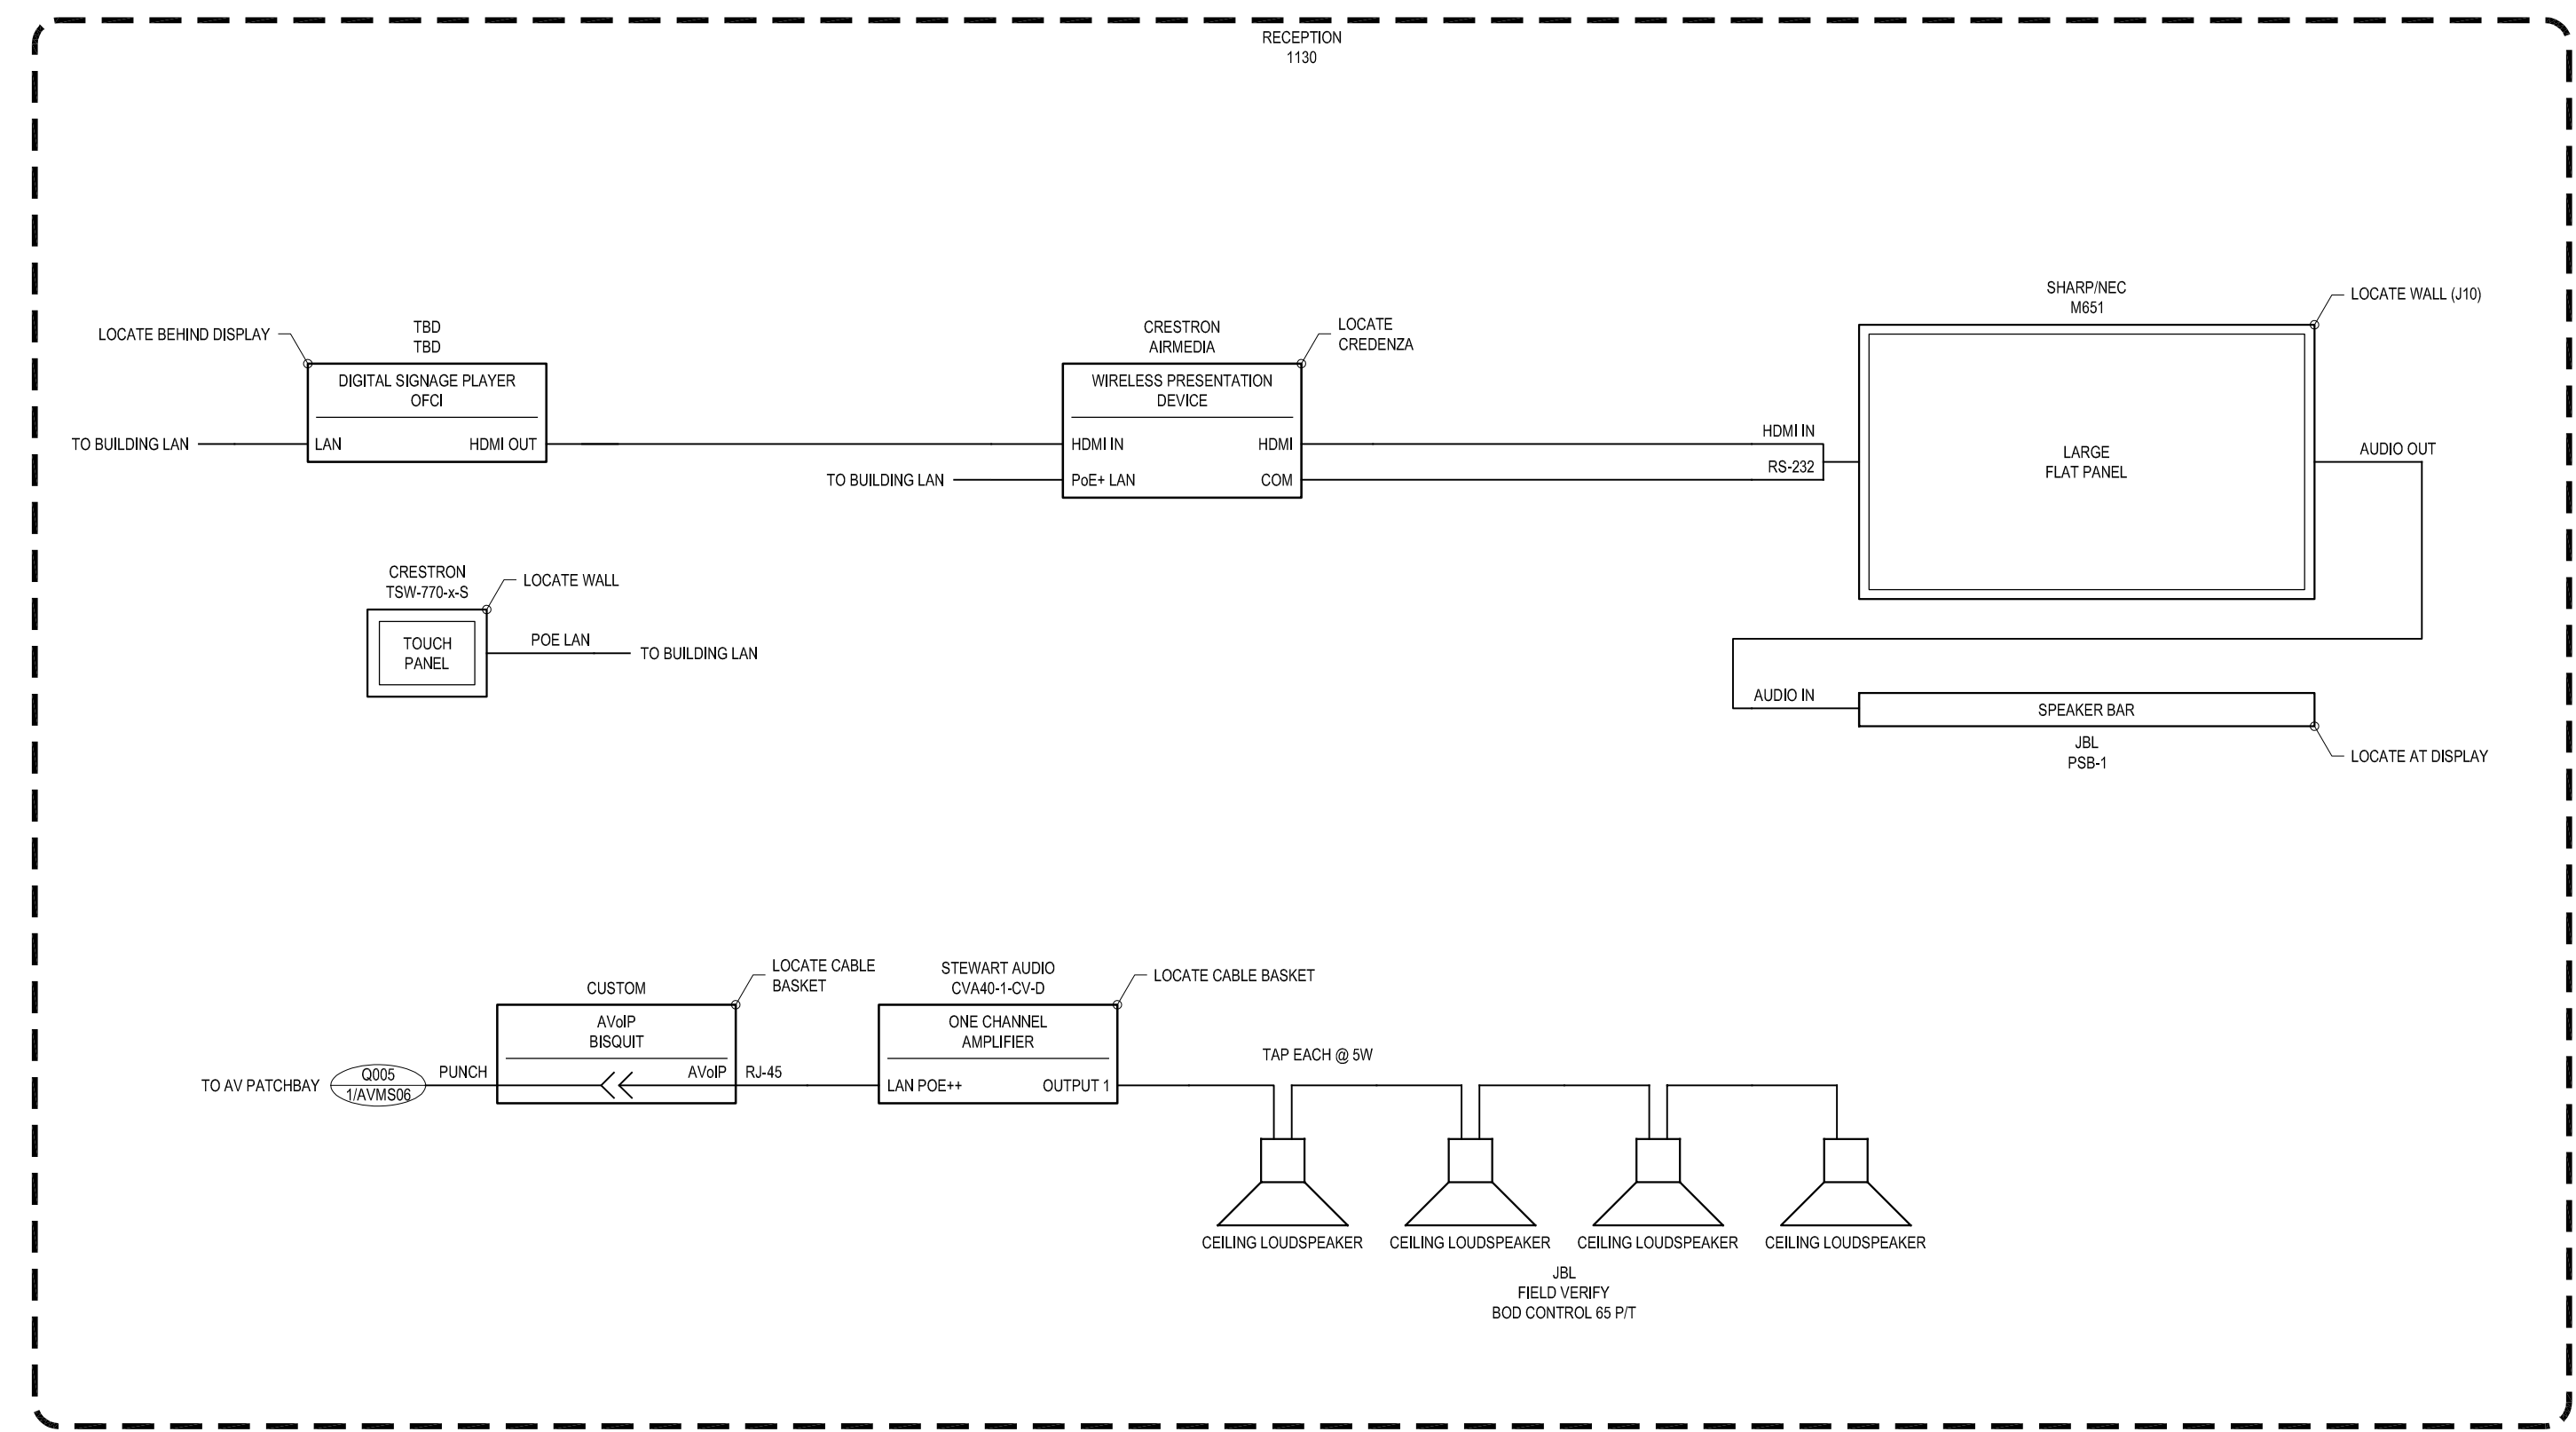 RECEPTION
1130
SHARP/NEC
M651
LOCATE WALL (J10)
LOCATE BEHIND DISPLAY
TBD
TBD
DIGITAL SIGNAGE PLAYER
OFCI
TO BUILDING LAN
LAN
HDMI OUT
CRESTRON
AIRMEDIA
LOCATE
CREDENZA
WIRELESS PRESENTATION
DEVICE
HDMI IN
HDMI
TO BUILDING LAN
PoE+ LAN
COM
HDMI IN
RS-232
LARGE
FLAT PANEL
AUDIO OUT
CRESTRON
TSW-770-x-S
LOCATE WALL
TOUCH
PANEL
POE LAN
TO BUILDING LAN
AUDIO IN
SPEAKER BAR
JBL
PSB-1
LOCATE AT DISPLAY
CUSTOM
LOCATE CABLE
BASKET
AVoIP
BISQUIT
TO AV PATCHBAY
Q005
1/AVMS06
PUNCH
AVoIP
RJ-45
STEWART AUDIO
CVA40-1-CV-D
LOCATE CABLE BASKET
ONE CHANNEL
AMPLIFIER
LAN POE++
OUTPUT 1
TAP EACH @ 5W
CEILING LOUDSPEAKER
CEILING LOUDSPEAKER
CEILING LOUDSPEAKER
CEILING LOUDSPEAKER
JBL
FIELD VERIFY
BOD CONTROL 65 P/T